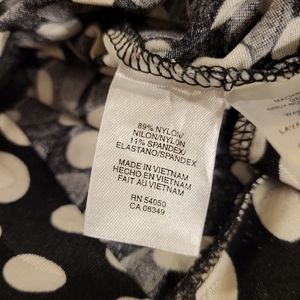 89% NYLON/
NILON/NYLON
11% SPANDEX/
ELASTANO/SPANDEX
MADE IN VIETNAM
HECHO EN VIETNAM
FAIT AU VIETNAM
RN 54050
CA 08349